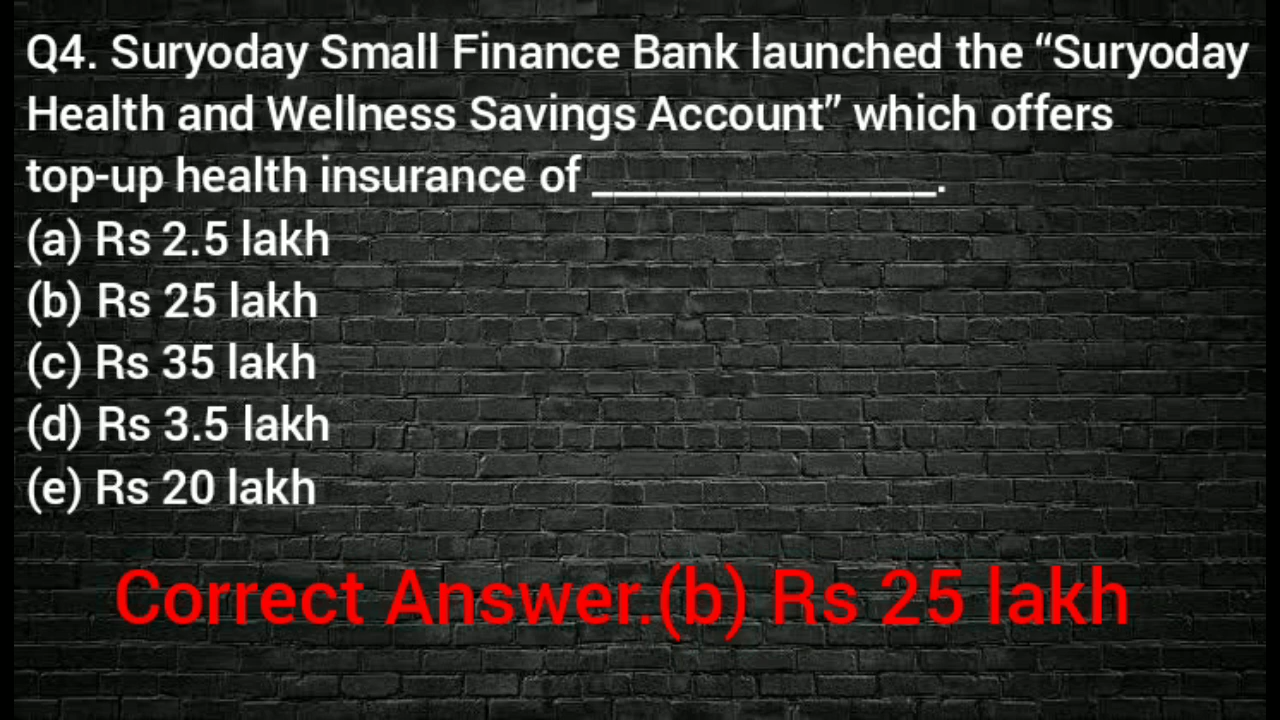 Q4. Suryoday Small Finance Bank launched the “Suryoday
Health and Wellness Savings Account” which offers
top-up health insurance of _______________.
(a) Rs 2.5 lakh
(b) Rs 25 lakh
(c) Rs 35 lakh
(d) Rs 3.5 lakh
(e) Rs 20 lakh
Correct Answer.(b) Rs 25 lakh